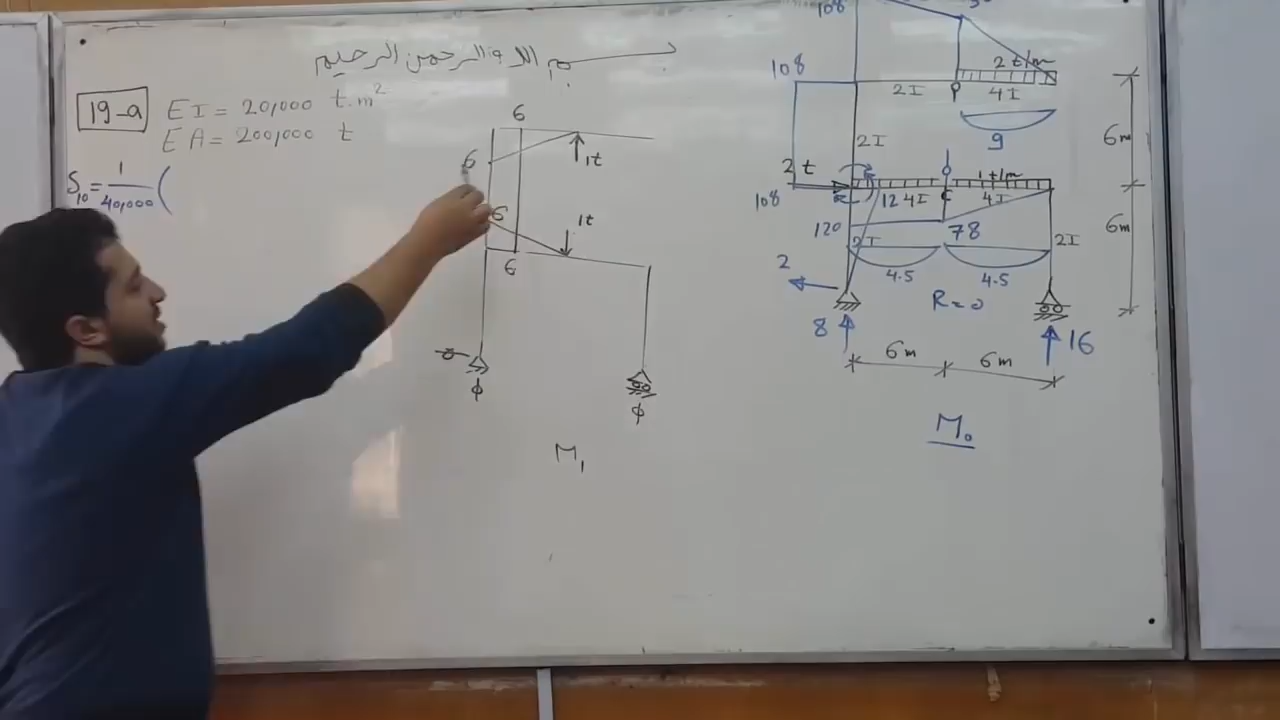 بسم الله الرحمن الرحيم
19-a
EI = 20,000 t.m²
EA = 200,000 t
δ₁₀ = 1/40,000 (
6
6
1t
6
1t
6
0
ϕ
ϕ
M₁
108
108
2 t/m
2I
4I
9
6m
2I
2 t
1 t/m
108
12
4I
C
4I
6m
120
78
2I
2I
4.5
4.5
2
R=0
8
16
6m
6m
M₀